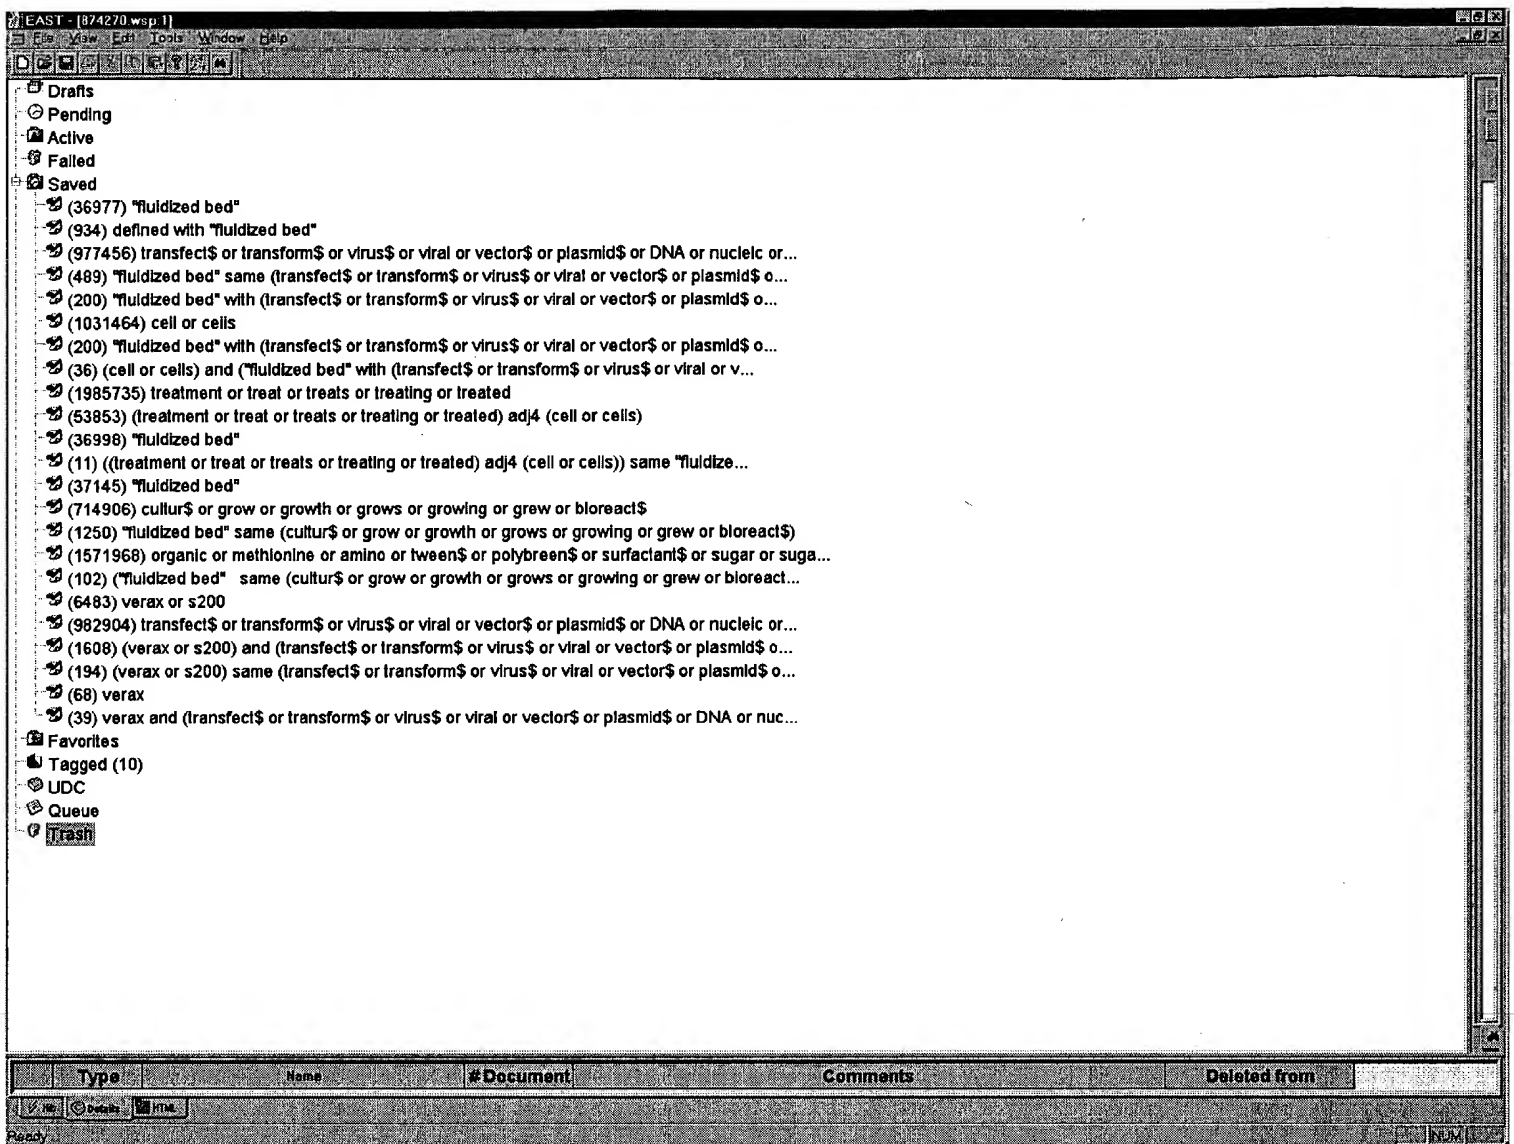 EAST - [874270.wsp:1]
File View Edit Tools Window Help
Drafts
Pending
Active
Failed
Saved
(36977) "fluidized bed"
(934) defined with "fluidized bed"
(977456) transfect$ or transform$ or virus$ or viral or vector$ or plasmid$ or DNA or nucleic or...
(489) "fluidized bed" same (transfect$ or transform$ or virus$ or viral or vector$ or plasmid$ o...
(200) "fluidized bed" with (transfect$ or transform$ or virus$ or viral or vector$ or plasmid$ o...
(1031464) cell or cells
(200) "fluidized bed" with (transfect$ or transform$ or virus$ or viral or vector$ or plasmid$ o...
(36) (cell or cells) and ("fluidized bed" with (transfect$ or transform$ or virus$ or viral or v...
(1985735) treatment or treat or treats or treating or treated
(53853) (treatment or treat or treats or treating or treated) adj4 (cell or cells)
(36998) "fluidized bed"
(11) ((treatment or treat or treats or treating or treated) adj4 (cell or cells)) same "fluidize...
(37145) "fluidized bed"
(714906) cultur$ or grow or growth or grows or growing or grew or bioreact$
(1250) "fluidized bed" same (cultur$ or grow or growth or grows or growing or grew or bioreact$)
(1571968) organic or methionine or amino or tween$ or polybreen$ or surfactant$ or sugar or suga...
(102) ("fluidized bed" same (cultur$ or grow or growth or grows or growing or grew or bioreact...
(6483) verax or s200
(982904) transfect$ or transform$ or virus$ or viral or vector$ or plasmid$ or DNA or nucleic or...
(1608) (verax or s200) and (transfect$ or transform$ or virus$ or viral or vector$ or plasmid$ o...
(194) (verax or s200) same (transfect$ or transform$ or virus$ or viral or vector$ or plasmid$ o...
(68) verax
(39) verax and (transfect$ or transform$ or virus$ or viral or vector$ or plasmid$ or DNA or nuc...
Favorites
Tagged (10)
UDC
Queue
Trash
Type Name # Document Comments Deleted from
Details HTML
Ready NUM